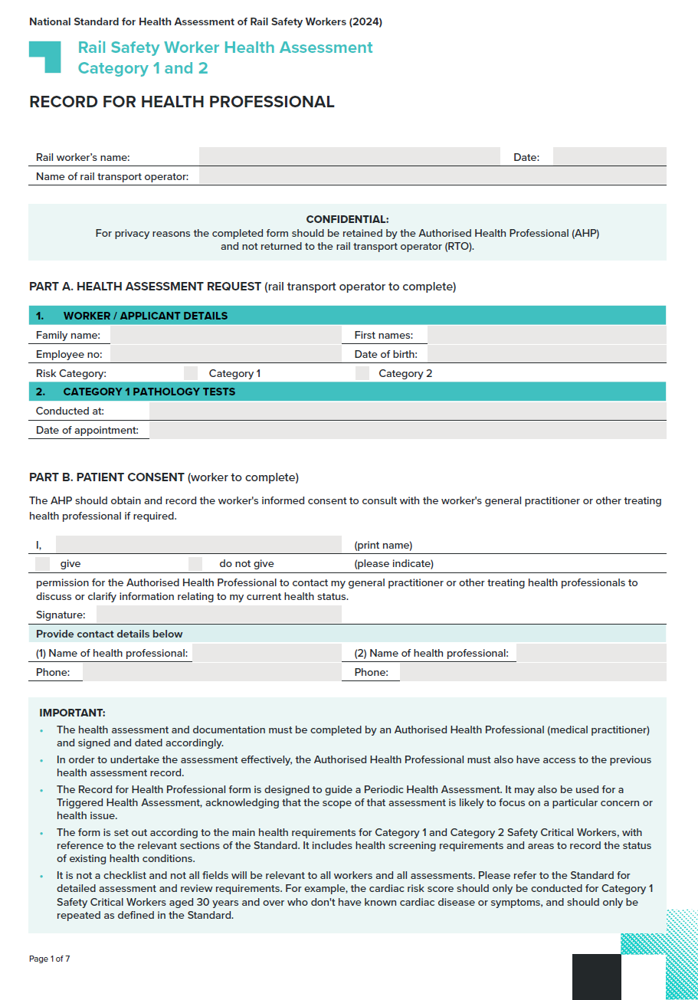 National Standard for Health Assessment of Rail Safety Workers (2024)
Rail Safety Worker Health Assessment
Category 1 and 2
RECORD FOR HEALTH PROFESSIONAL
Rail worker's name: Date:
Name of rail transport operator:
CONFIDENTIAL:
For privacy reasons the completed form should be retained by the Authorised Health Professional (AHP)
and not returned to the rail transport operator (RTO).
PART A. HEALTH ASSESSMENT REQUEST (rail transport operator to complete)
1. WORKER / APPLICANT DETAILS
Family name: First names:
Employee no: Date of birth:
Risk Category: Category 1 Category 2
2. CATEGORY 1 PATHOLOGY TESTS
Conducted at:
Date of appointment:
PART B. PATIENT CONSENT (worker to complete)
The AHP should obtain and record the worker's informed consent to consult with the worker's general practitioner or other treating
health professional if required.
I, (print name)
give do not give (please indicate)
permission for the Authorised Health Professional to contact my general practitioner or other treating health professionals to
discuss or clarify information relating to my current health status.
Signature:
Provide contact details below
(1) Name of health professional: (2) Name of health professional:
Phone: Phone:
IMPORTANT:
• The health assessment and documentation must be completed by an Authorised Health Professional (medical practitioner)
and signed and dated accordingly.
• In order to undertake the assessment effectively, the Authorised Health Professional must also have access to the previous
health assessment record.
• The Record for Health Professional form is designed to guide a Periodic Health Assessment. It may also be used for a
Triggered Health Assessment, acknowledging that the scope of that assessment is likely to focus on a particular concern or
health issue.
• The form is set out according to the main health requirements for Category 1 and Category 2 Safety Critical Workers, with
reference to the relevant sections of the Standard. It includes health screening requirements and areas to record the status
of existing health conditions.
• It is not a checklist and not all fields will be relevant to all workers and all assessments. Please refer to the Standard for
detailed assessment and review requirements. For example, the cardiac risk score should only be conducted for Category 1
Safety Critical Workers aged 30 years and over who don't have known cardiac disease or symptoms, and should only be
repeated as defined in the Standard.
Page 1 of 7